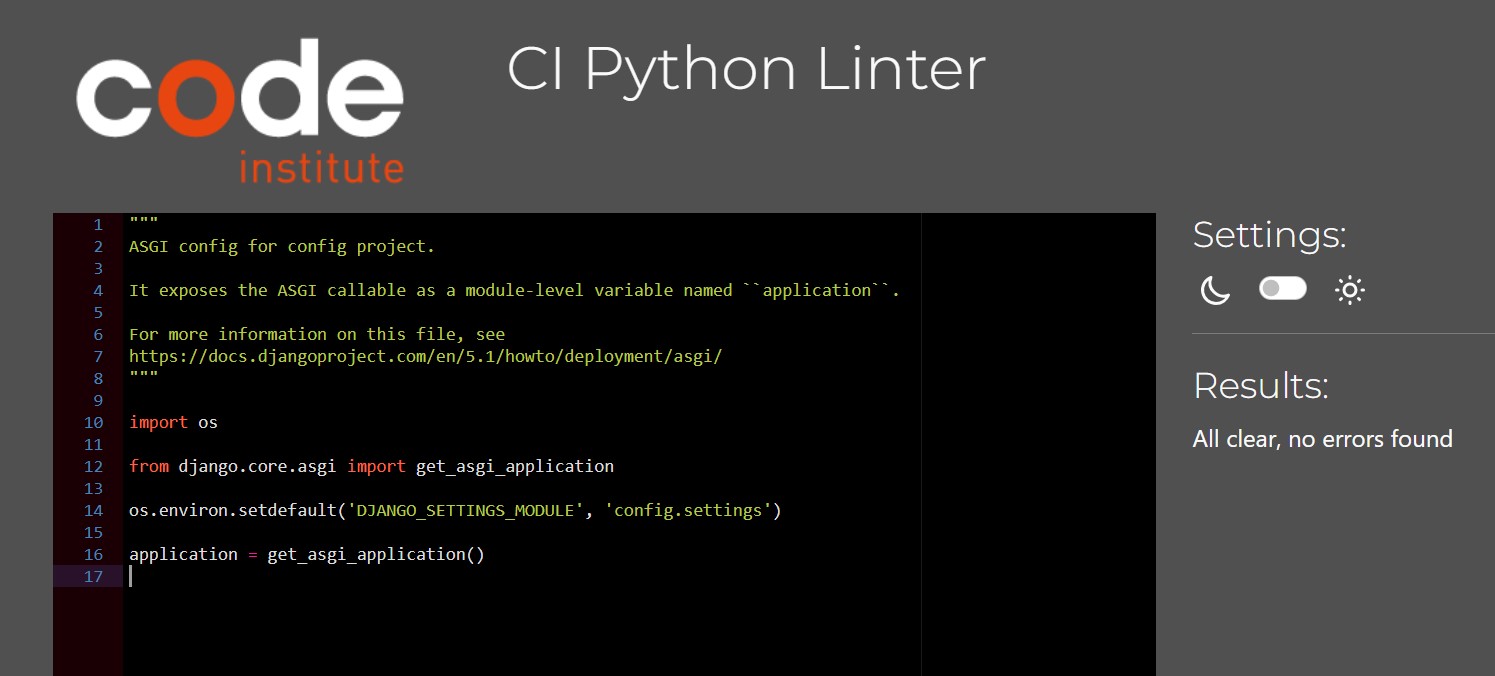 code
institute
CI Python Linter
1 """
2 ASGI config for config project.
3
4 It exposes the ASGI callable as a module-level variable named ``application``.
5
6 For more information on this file, see
7 https://docs.djangoproject.com/en/5.1/howto/deployment/asgi/
8 """
9
10 import os
11
12 from django.core.asgi import get_asgi_application
13
14 os.environ.setdefault('DJANGO_SETTINGS_MODULE', 'config.settings')
15
16 application = get_asgi_application()
17
Settings:
Results:
All clear, no errors found